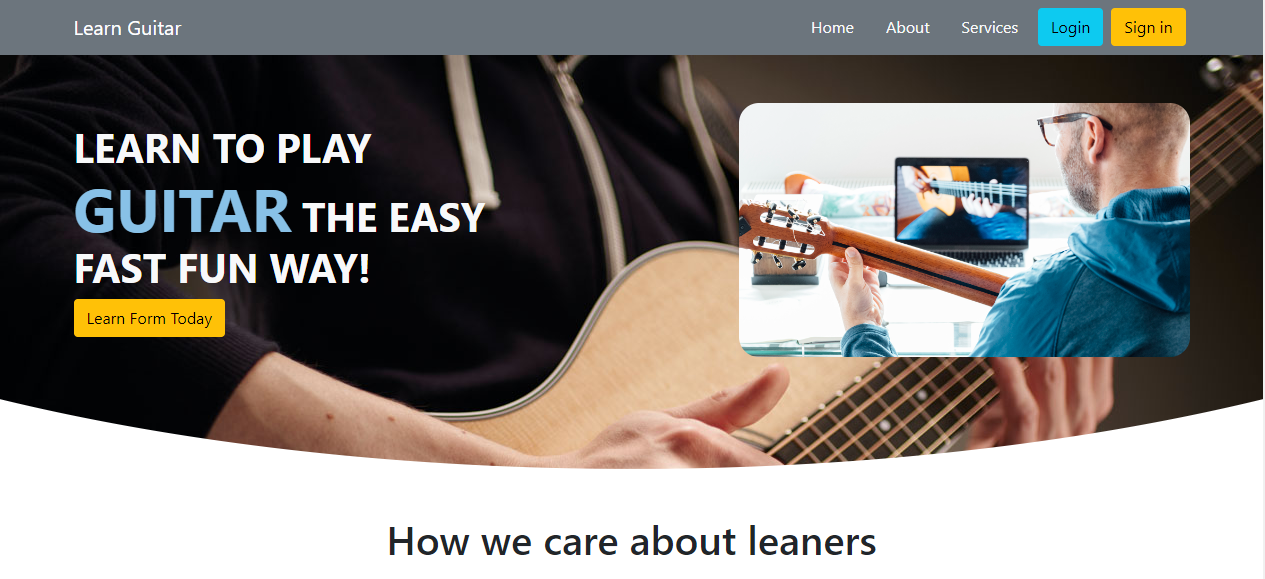 Learn Guitar
Home About Services Login Sign in
LEARN TO PLAY
GUITAR THE EASY
FAST FUN WAY!
Learn Form Today
How we care about leaners